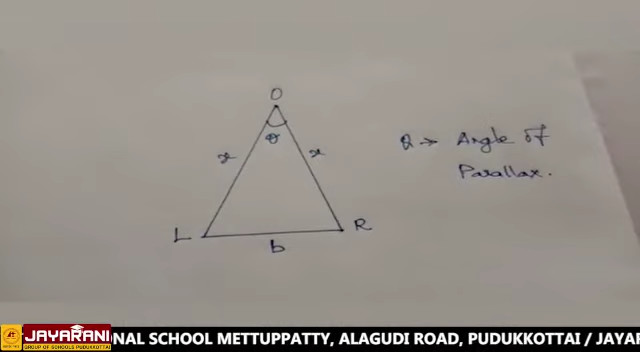 O
θ
x x
θ → Angle of
Parallax.
L R
b
JAYARANI
GROUP OF SCHOOLS PUDUKKOTTAI
NAL SCHOOL METTUPPATTY, ALAGUDI ROAD, PUDUKKOTTAI / JAYAR